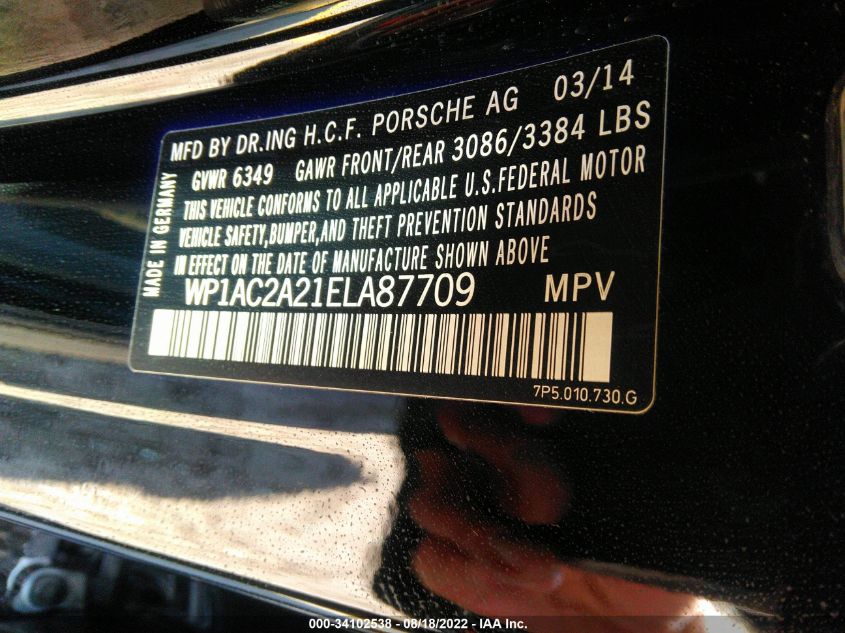 MFD BY DR.ING H.C.F. PORSCHE AG 03/14
GVWR 6349 GAWR FRONT/REAR 3086/3384 LBS
THIS VEHICLE CONFORMS TO ALL APPLICABLE U.S.FEDERAL MOTOR
VEHICLE SAFETY,BUMPER,AND THEFT PREVENTION STANDARDS
IN EFFECT ON THE DATE OF MANUFACTURE SHOWN ABOVE
MADE IN GERMANY
WP1AC2A21ELA87709 MPV
7P5.010.730.G
000-34102538 - 08/18/2022 - IAA Inc.